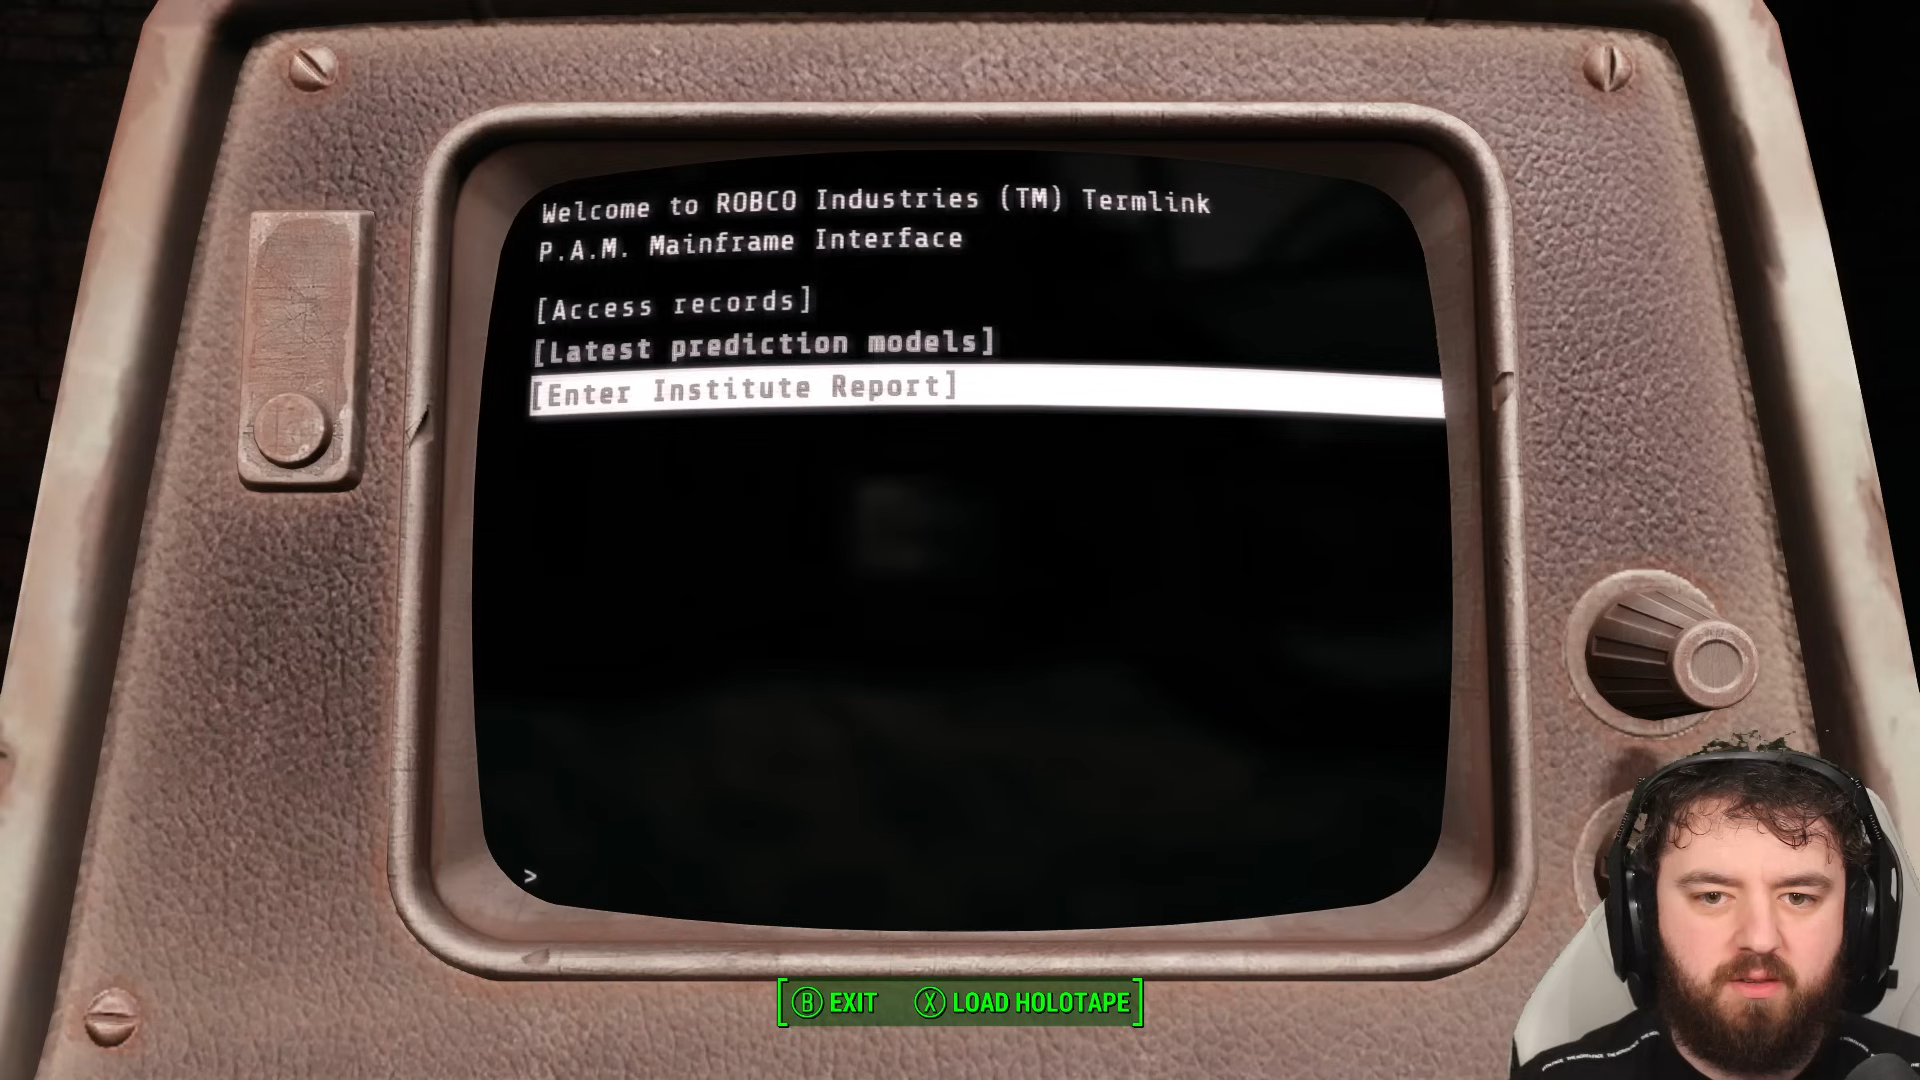 Welcome to ROBCO Industries (TM) Termlink
P.A.M. Mainframe Interface
[Access records]
[Latest prediction models]
[Enter Institute Report]
>
B EXIT X LOAD HOLOTAPE